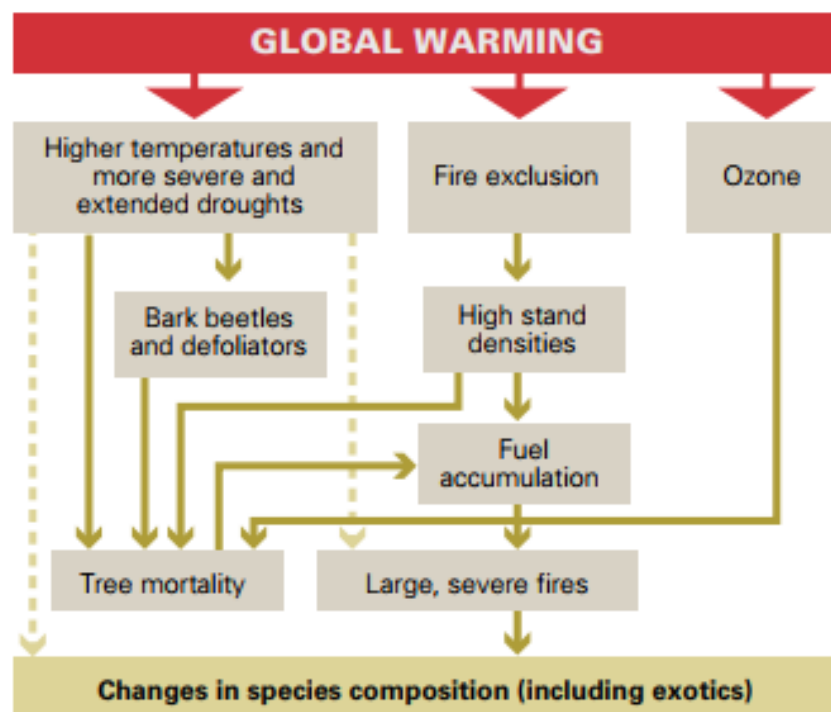 GLOBAL WARMING
Higher temperatures and
more severe and
extended droughts
Fire exclusion
Ozone
Bark beetles
and defoliators
High stand
densities
Fuel
accumulation
Tree mortality
Large, severe fires
Changes in species composition (including exotics)